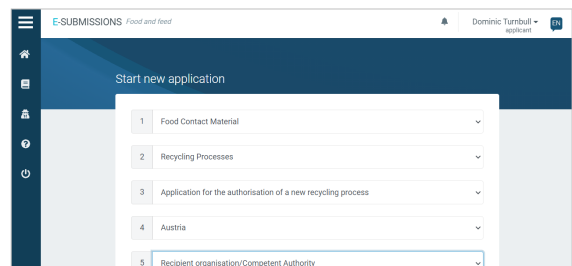 E-SUBMISSIONS Food and feed
Dominic Turnbull
applicant
EN
Start new application
1 Food Contact Material
2 Recycling Processes
3 Application for the authorisation of a new recycling process
4 Austria
5 Recipient organisation/Competent Authority